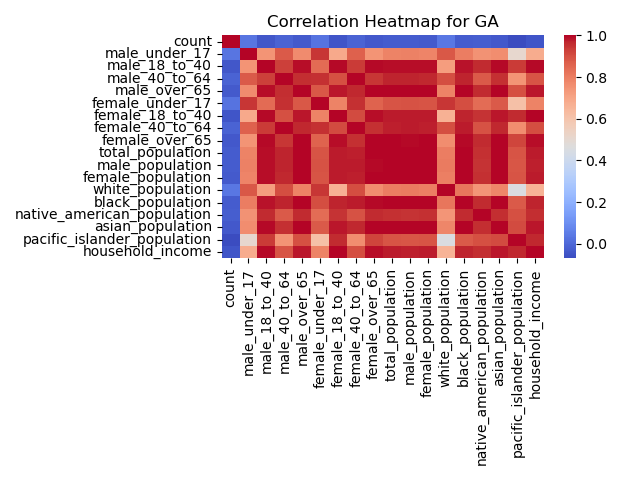 Correlation Heatmap for GA
count
male_under_17
male_18_to_40
male_40_to_64
male_over_65
female_under_17
female_18_to_40
female_40_to_64
female_over_65
total_population
male_population
female_population
white_population
black_population
native_american_population
asian_population
pacific_islander_population
household_income
count
male_under_17
male_18_to_40
male_40_to_64
male_over_65
female_under_17
female_18_to_40
female_40_to_64
female_over_65
total_population
male_population
female_population
white_population
black_population
native_american_population
asian_population
pacific_islander_population
household_income
1.0
0.8
0.6
0.4
0.2
0.0